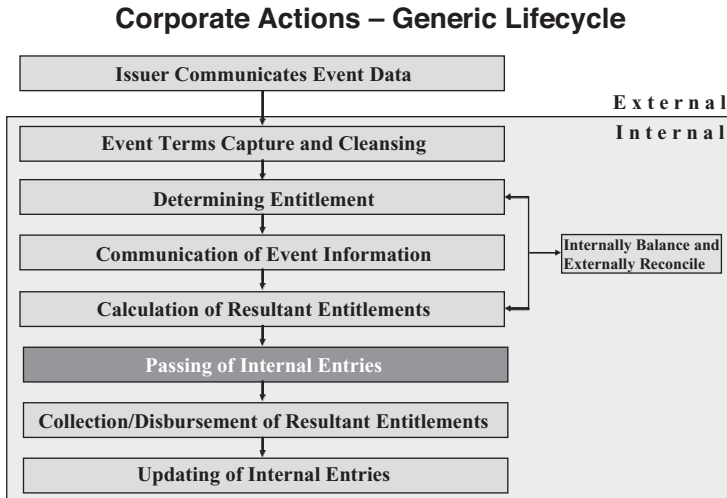 Corporate Actions – Generic Lifecycle
Issuer Communicates Event Data
External
Internal
Event Terms Capture and Cleansing
Determining Entitlement
Communication of Event Information
Internally Balance and
Externally Reconcile
Calculation of Resultant Entitlements
Passing of Internal Entries
Collection/Disbursement of Resultant Entitlements
Updating of Internal Entries